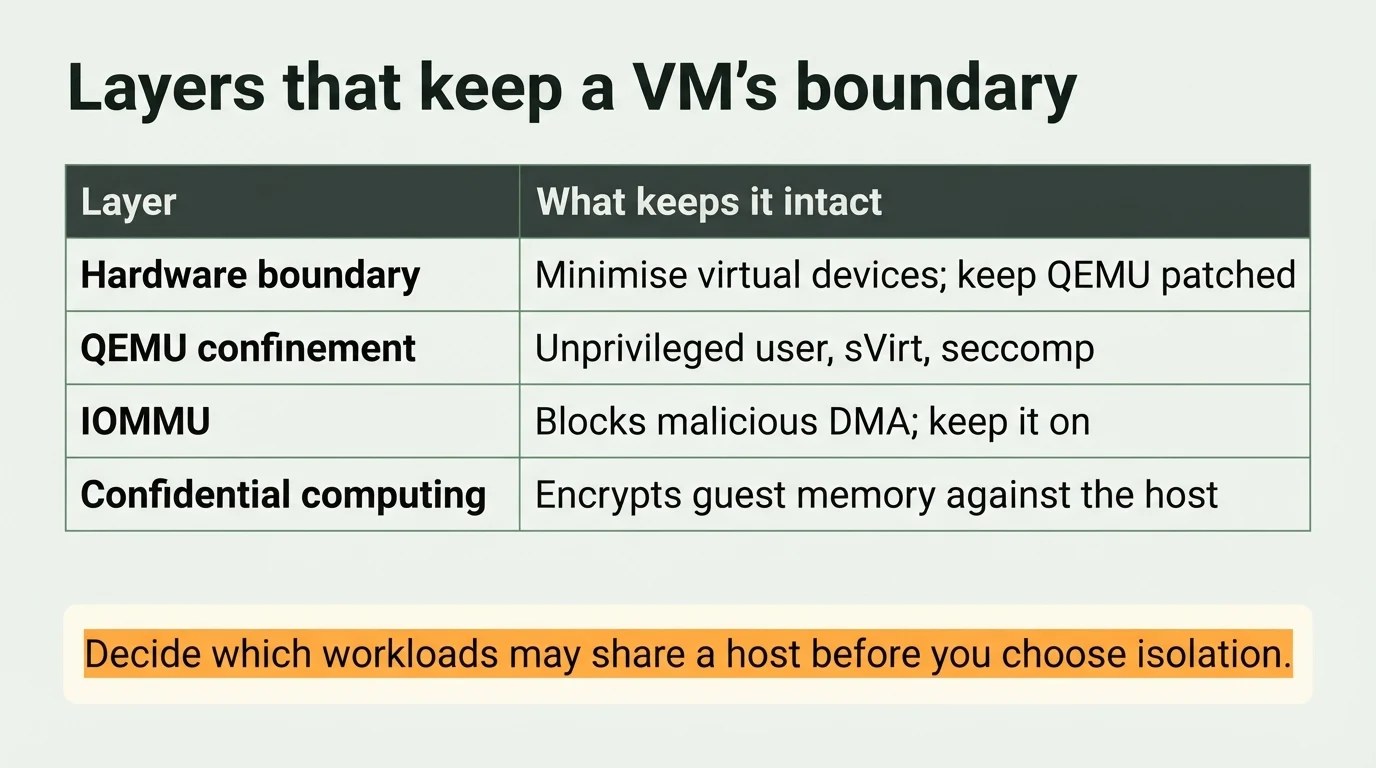 Layers that keep a VM’s boundary
Layer What keeps it intact
Hardware boundary Minimise virtual devices; keep QEMU patched
QEMU confinement Unprivileged user, sVirt, seccomp
IOMMU Blocks malicious DMA; keep it on
Confidential computing Encrypts guest memory against the host
Decide which workloads may share a host before you choose isolation.